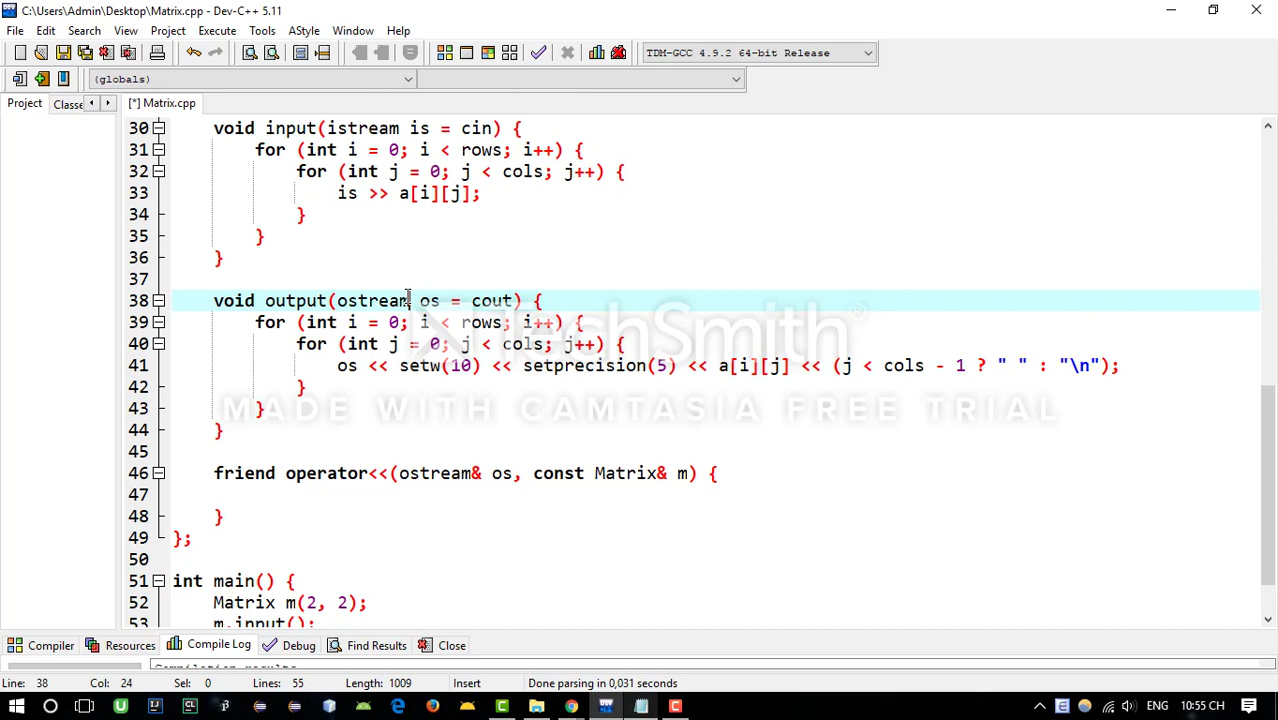 C:\Users\Admin\Desktop\Matrix.cpp - Dev-C++ 5.11
File Edit Search View Project Execute Tools AStyle Window Help
TDM-GCC 4.9.2 64-bit Release
(globals)
Project Classe [*] Matrix.cpp
30 void input(istream is = cin) {
31 for (int i = 0; i < rows; i++) {
32 for (int j = 0; j < cols; j++) {
33 is >> a[i][j];
34 }
35 }
36 }
37
38 void output(ostream os = cout) {
39 for (int i = 0; i < rows; i++) {
40 for (int j = 0; j < cols; j++) {
41 os << setw(10) << setprecision(5) << a[i][j] << (j < cols - 1 ? " " : "\n");
42 }
43 }
44 }
45
46 friend operator<<(ostream& os, const Matrix& m) {
47
48 }
49 };
50
51 int main() {
52 Matrix m(2, 2);
53 m.input();
TechSmith
MADE WITH CAMTASIA FREE TRIAL
Compiler Resources Compile Log Debug Find Results Close
Compilation results
Line: 38 Col: 24 Sel: 0 Lines: 55 Length: 1009 Insert Done parsing in 0,031 seconds
ENG 10:55 CH